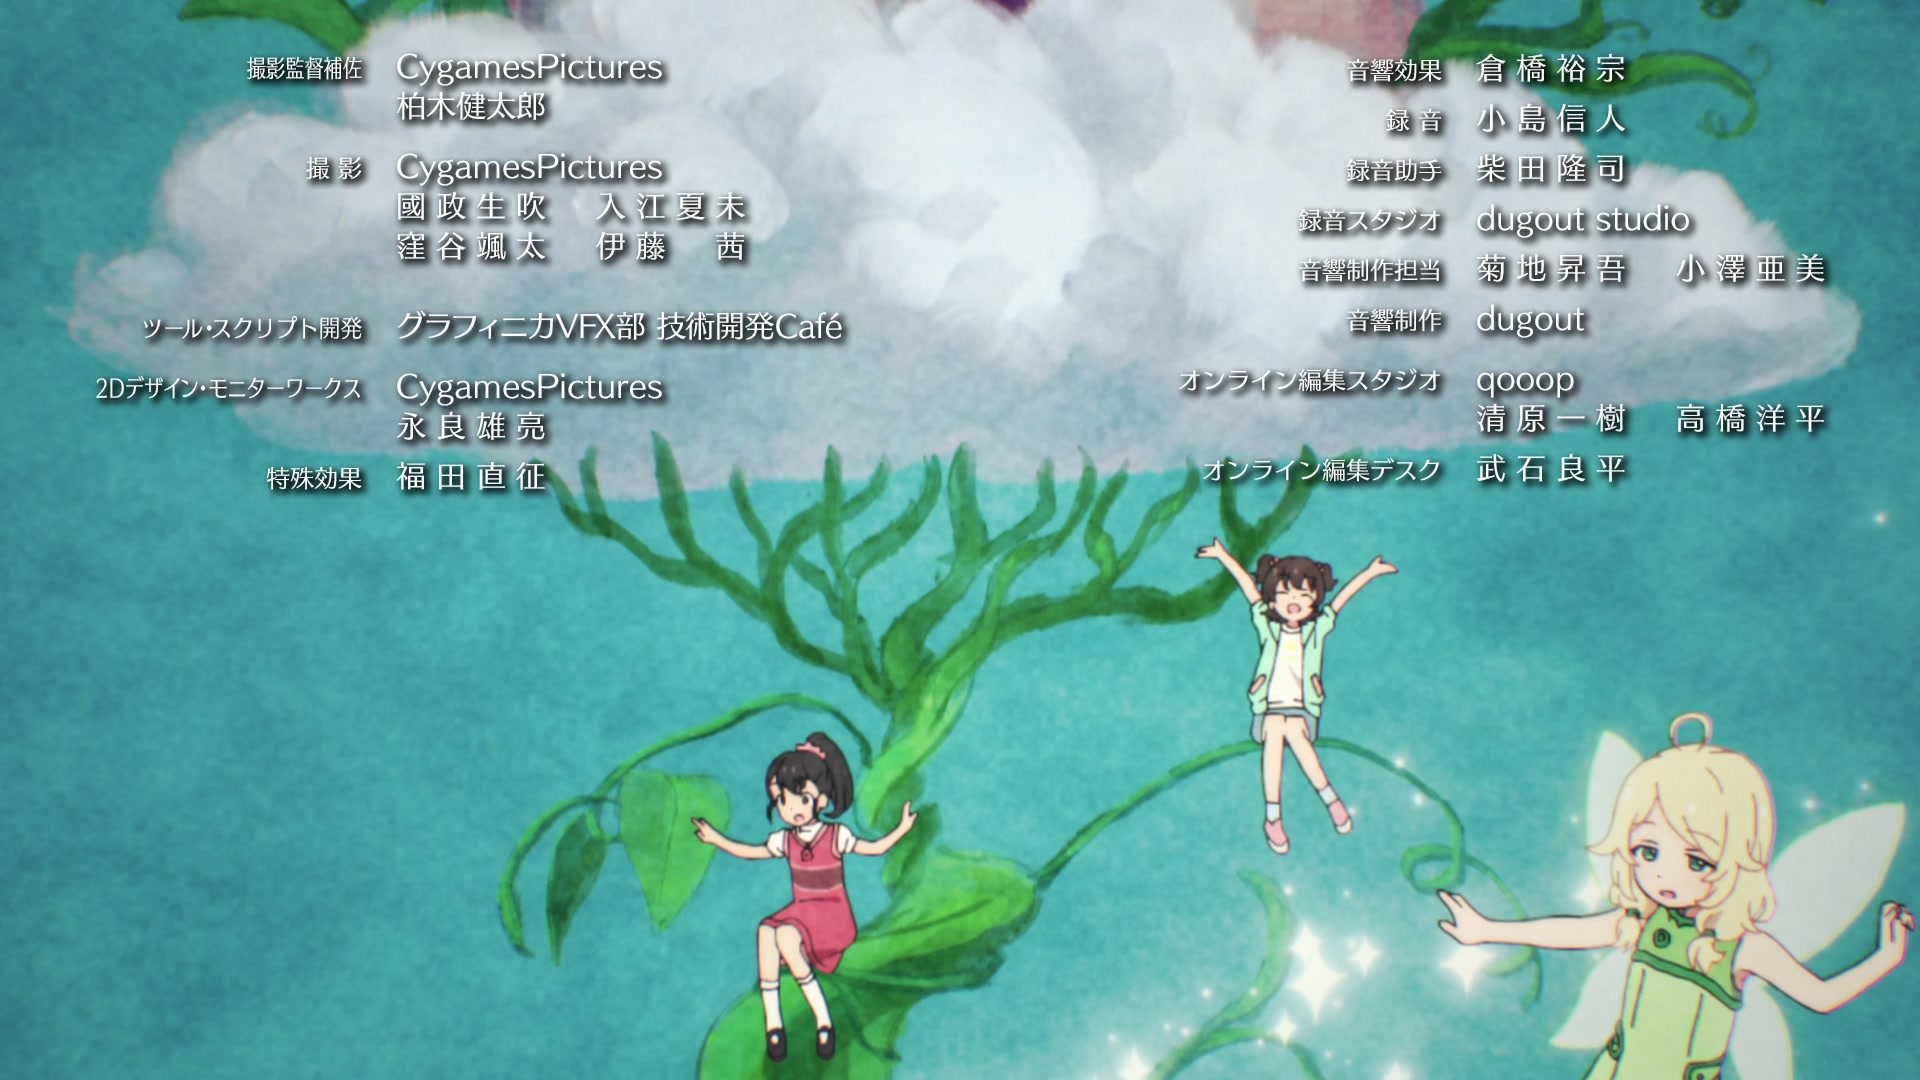 撮影監督補佐 CygamesPictures
柏木健太郎
撮影 CygamesPictures
國政生吹 入江夏未
窪谷颯太 伊藤 茜
ツール・スクリプト開発 グラフィニカVFX部 技術開発Café
2Dデザイン・モニターワークス CygamesPictures
永良雄亮
特殊効果 福田直征
音響効果 倉橋裕宗
録音 小島信人
録音助手 柴田隆司
録音スタジオ dugout studio
音響制作担当 菊地昇吾 小澤亜美
音響制作 dugout
オンライン編集スタジオ qooop
清原一樹 高橋洋平
オンライン編集デスク 武石良平